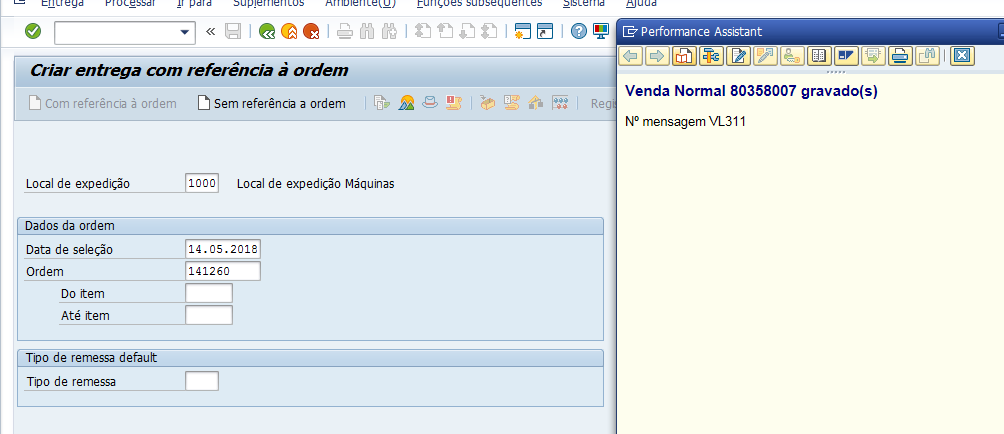 Entrega Processar Ir para Suplementos Ambiente(U) Funções subsequentes Sistema Ajuda
Criar entrega com referência à ordem
Com referência à ordem Sem referência a ordem Regis
Local de expedição 1000 Local de expedição Máquinas
Dados da ordem
Data de seleção 14.05.2018
Ordem 141260
Do item
Até item
Tipo de remessa default
Tipo de remessa
Performance Assistant
Venda Normal 80358007 gravado(s)
Nº mensagem VL311